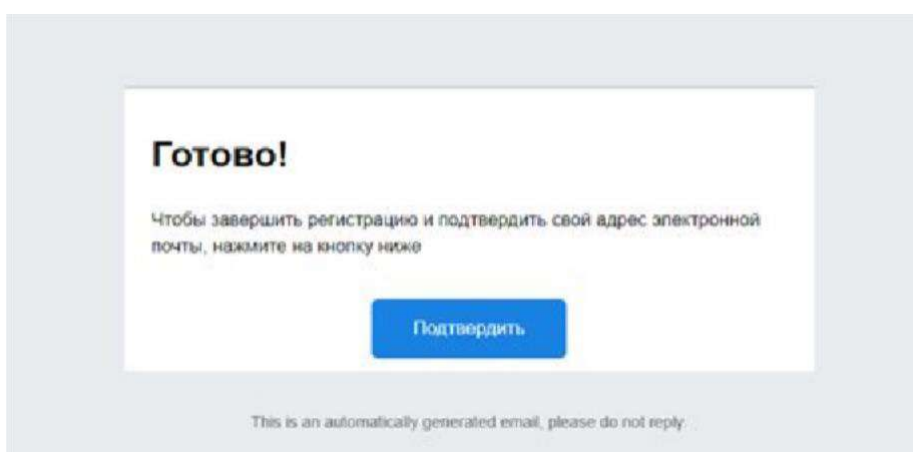 Готово!
Чтобы завершить регистрацию и подтвердить свой адрес электронной
почты, нажмите на кнопку ниже
Подтвердить
This is an automatically generated email, please do not reply.